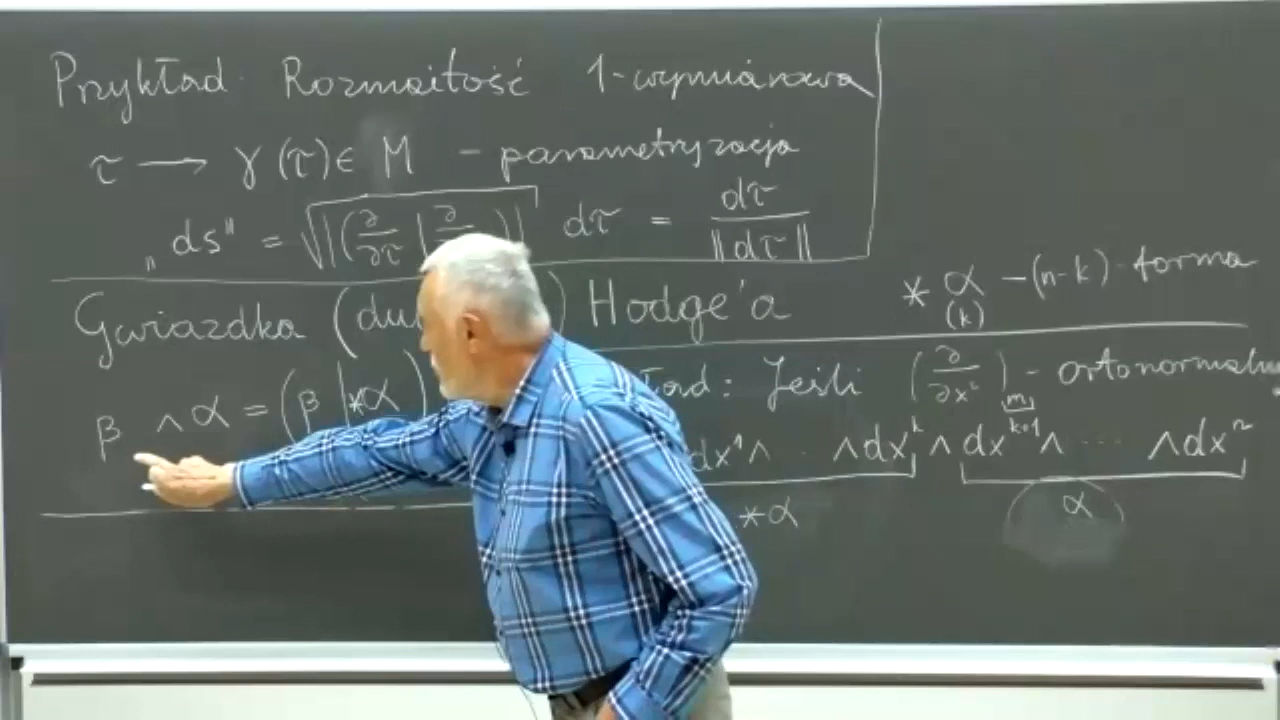 Przykład. Rozmaitość 1-wymiarowa
τ → γ(τ) ∈ M - parametryzacja
„ds" = √|(∂/∂τ | ∂/ )| dτ = dτ/||dτ||
Gwiazdka ( ) Hodge'a
* α - (n-k)-forma
(k)
β ∧ α = (β | *α)
Jeśli (∂/∂x^i) - ortonormalny
dx^1 ∧ . ∧ dx^k ∧ dx^{k+1} ∧ .... ∧ dx^n
*α α